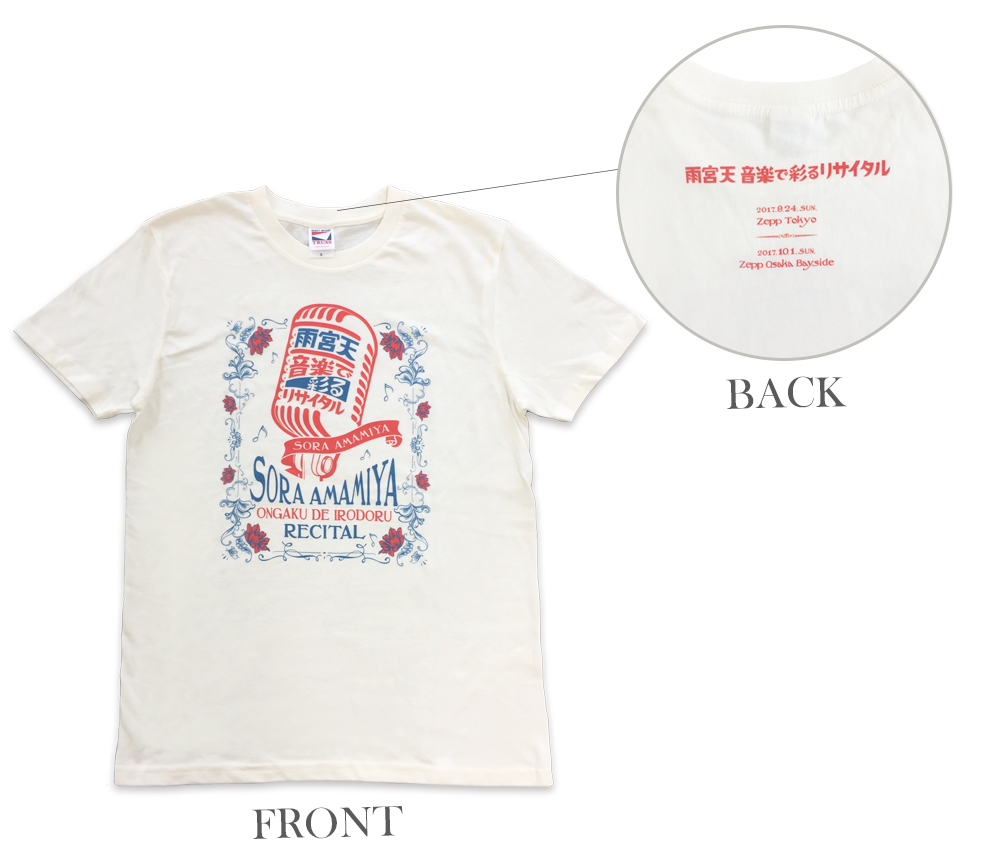 雨宮天
音楽で
彩る
リサイタル
SORA AMAMIYA
SORA AMAMIYA
ONGAKU DE IRODORU
RECITAL
TRUSS
FRONT
雨宮天 音楽で彩るリサイタル
2017.9.24.SUN.
Zepp Tokyo
2017.10.1.SUN.
Zepp Osaka Bayside
BACK